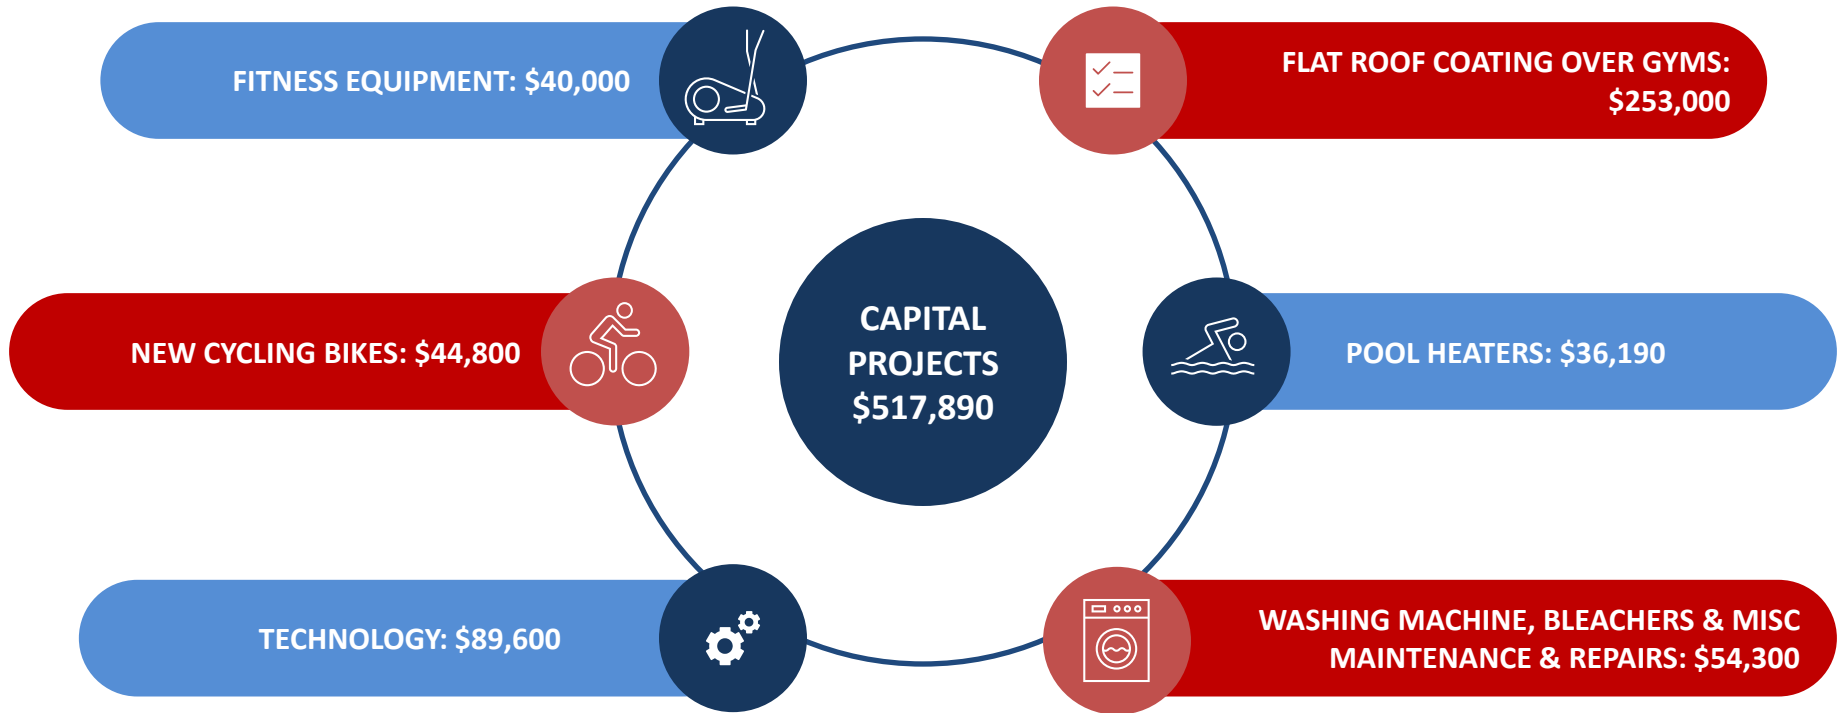 FITNESS EQUIPMENT: $40,000
FLAT ROOF COATING OVER GYMS:
$253,000
NEW CYCLING BIKES: $44,800
CAPITAL
PROJECTS
$517,890
POOL HEATERS: $36,190
TECHNOLOGY: $89,600
WASHING MACHINE, BLEACHERS & MISC
MAINTENANCE & REPAIRS: $54,300